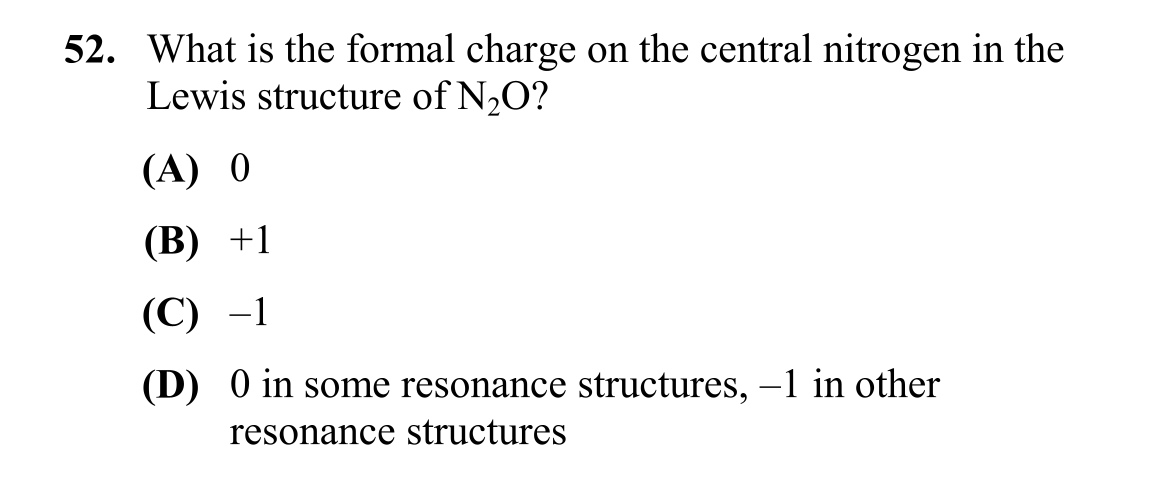 52. What is the formal charge on the central nitrogen in the
Lewis structure of N₂O?
(A) 0
(B) +1
(C) –1
(D) 0 in some resonance structures, –1 in other
resonance structures